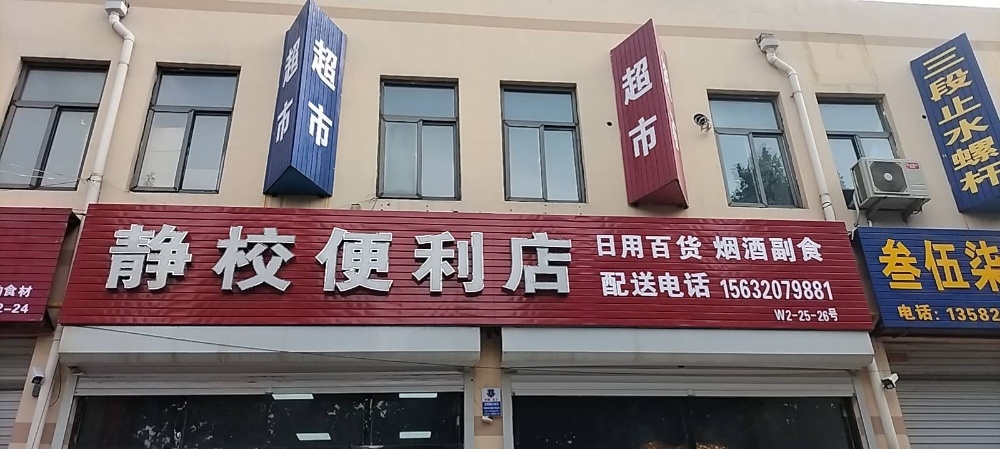 超市
超市
超市
三段止水螺杆
静校便利店
日用百货 烟酒副食
配送电话 15632079881
W2-25-26号
食材
2-24
叁伍柒
电话:13582